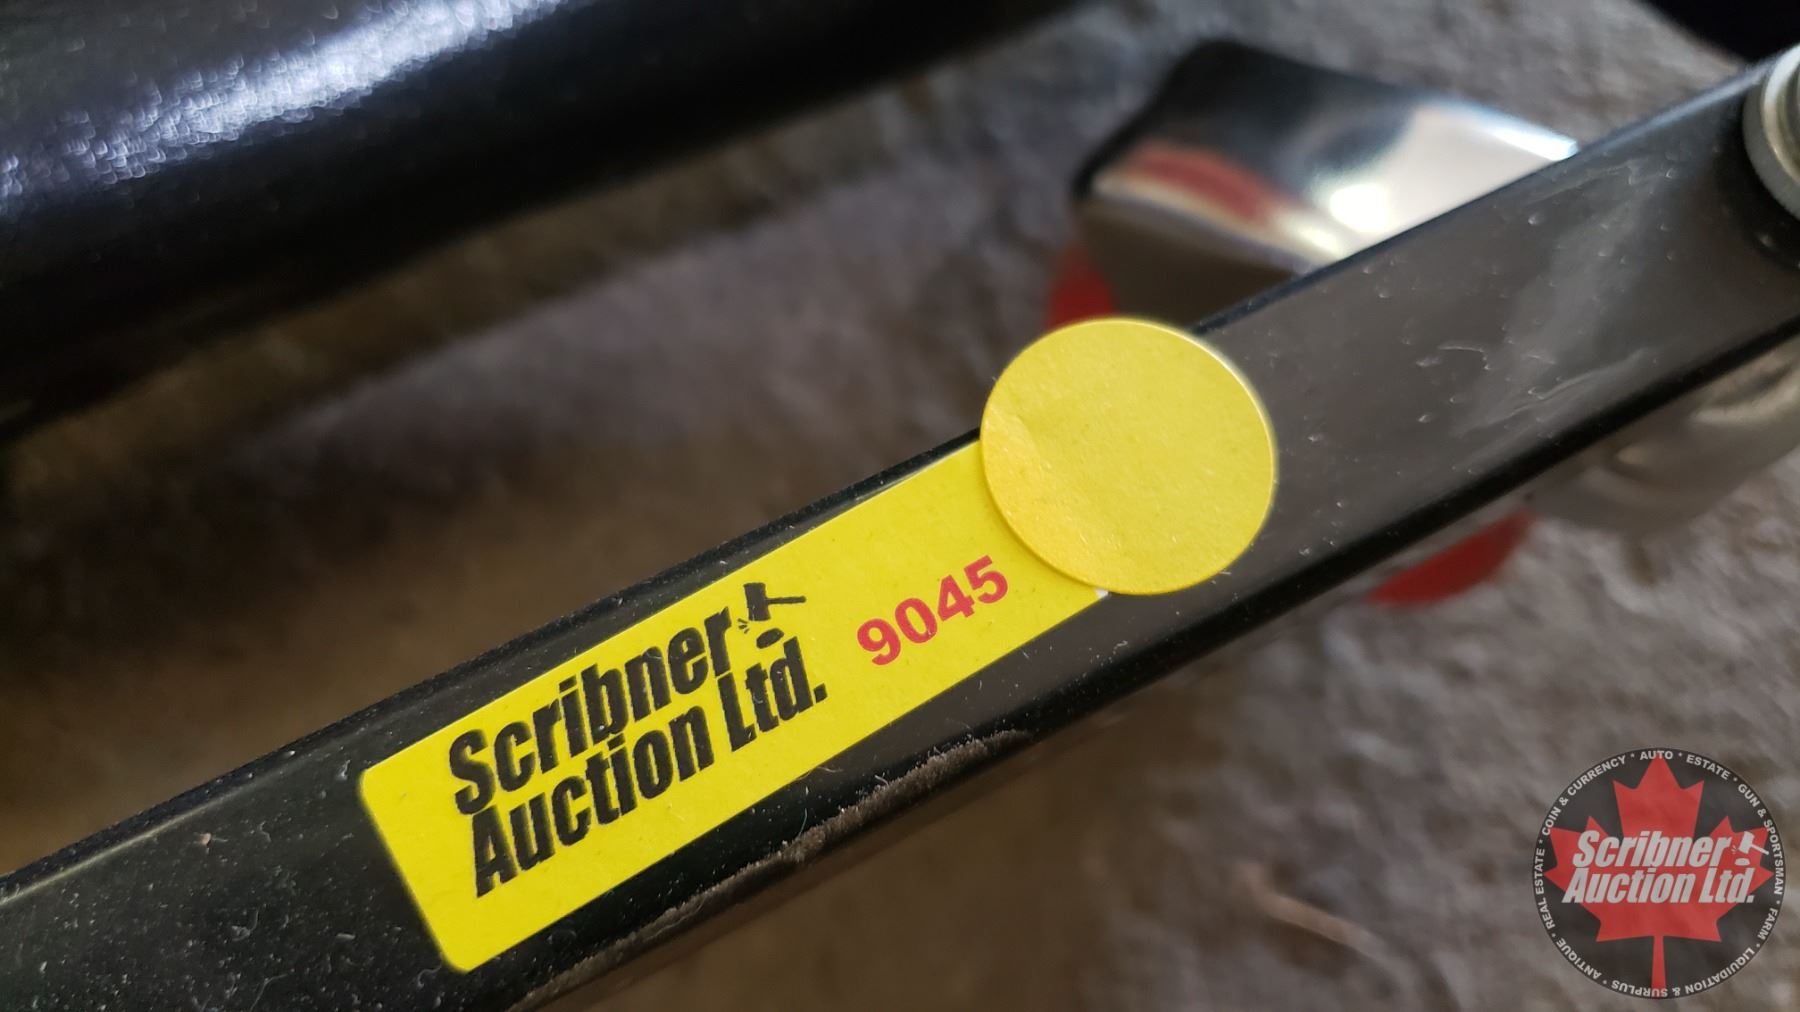 Scribner
Auction Ltd.
9045
COIN & CURRENCY · AUTO · ESTATE · GUN & SPORTSMAN · FARM · LIQUIDATION & SURPLUS · ANTIQUE · REAL ESTATE ·
Scribner
Auction Ltd.